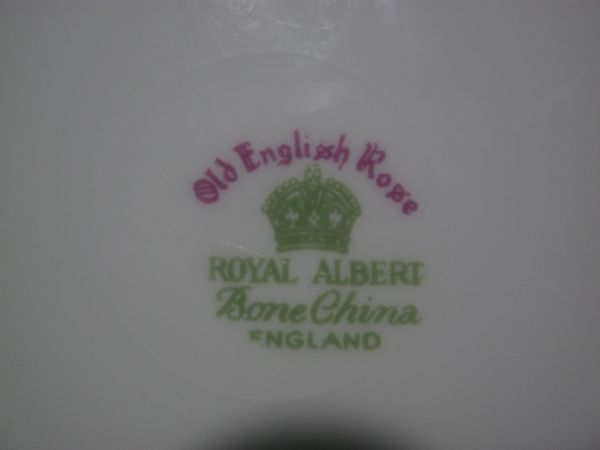 Old English Rose
ROYAL ALBERT
Bone China
ENGLAND